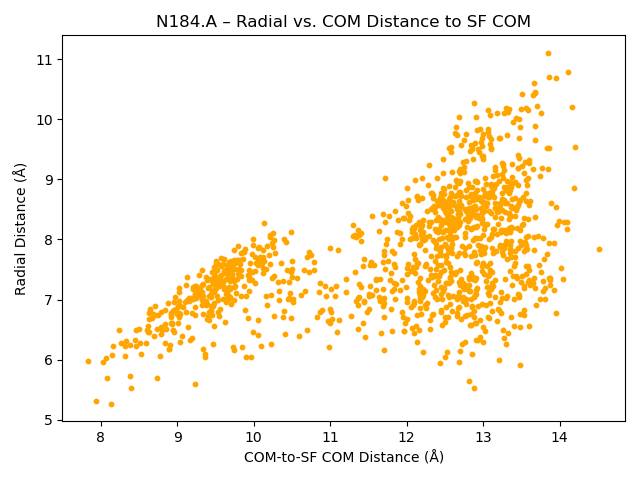 N184.A – Radial vs. COM Distance to SF COM
Radial Distance (Å)
11
10
9
8
7
6
5
8 9 10 11 12 13 14
COM-to-SF COM Distance (Å)